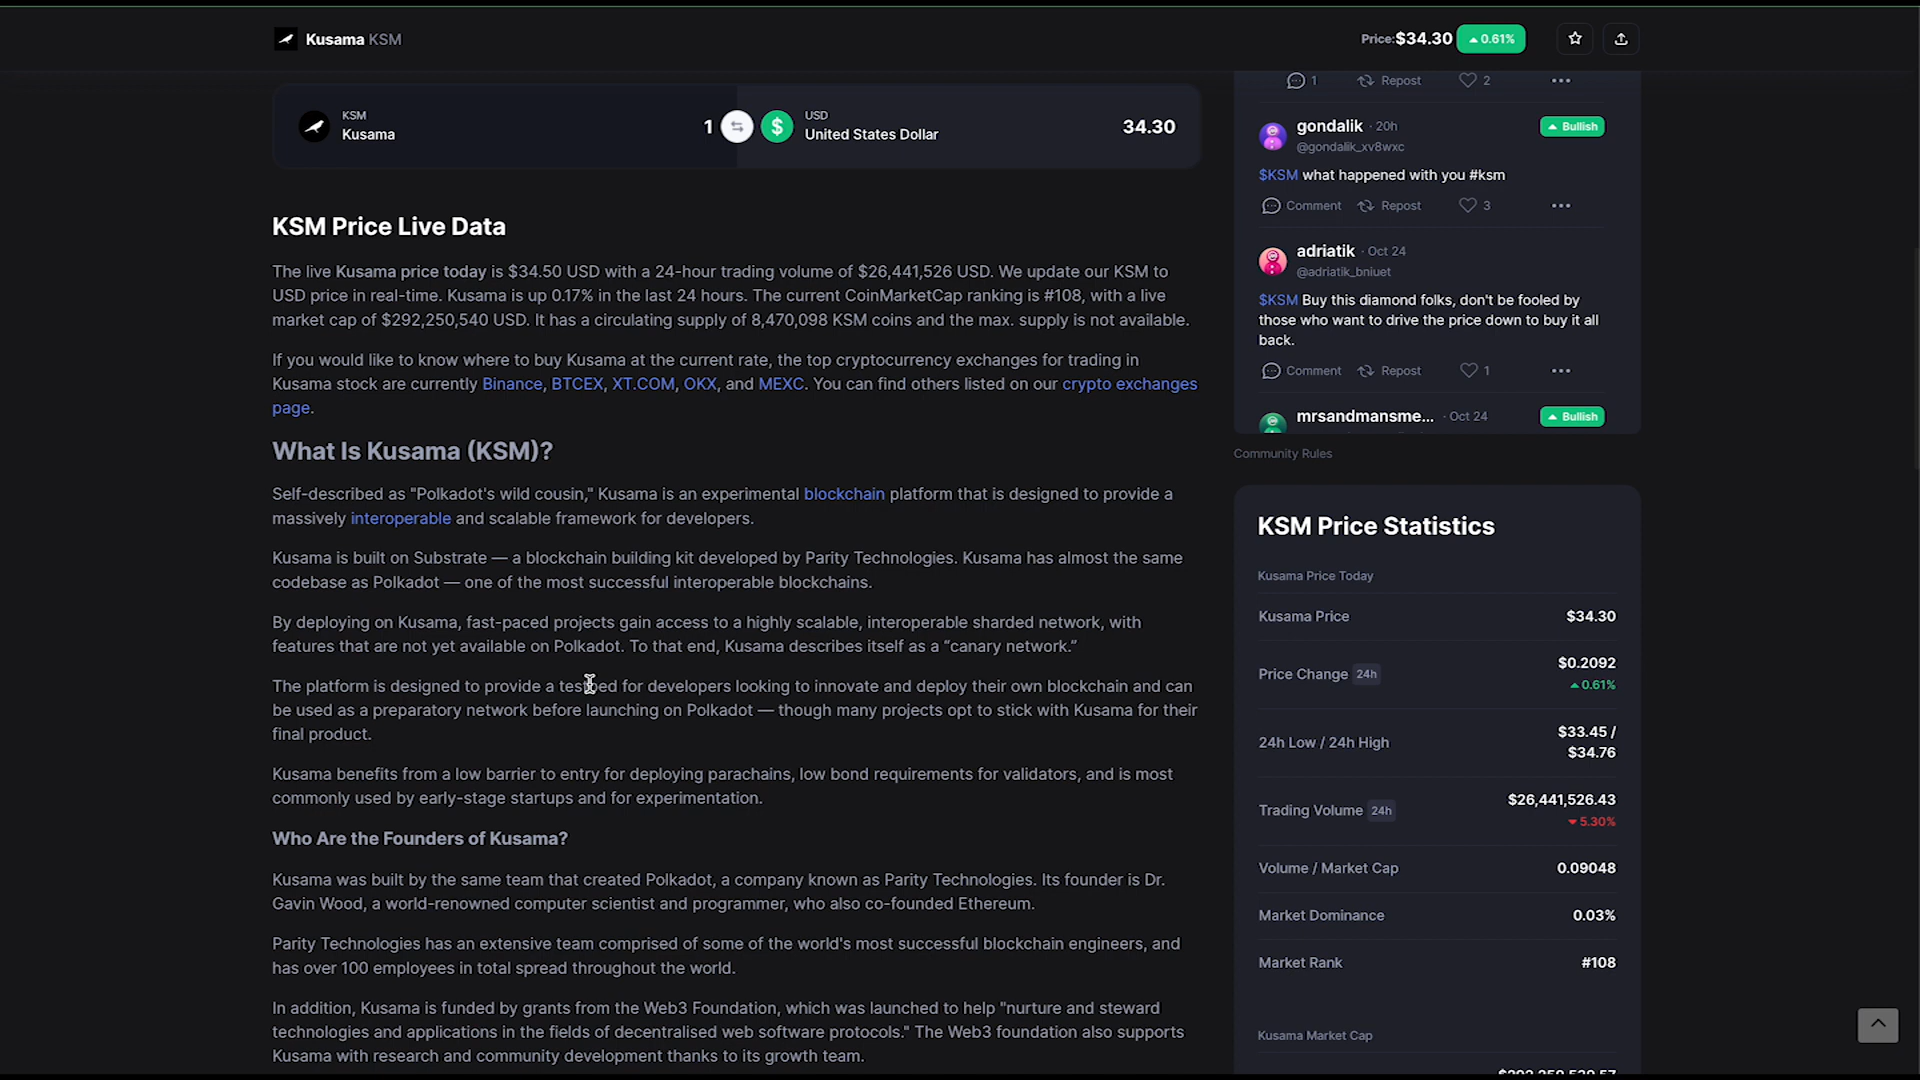 Kusama KSM
Price:$34.30 0.61%
KSM
Kusama
1
USD
United States Dollar
34.30
KSM Price Live Data
The live Kusama price today is $34.50 USD with a 24-hour trading volume of $26,441,526 USD. We update our KSM to
USD price in real-time. Kusama is up 0.17% in the last 24 hours. The current CoinMarketCap ranking is #108, with a live
market cap of $292,250,540 USD. It has a circulating supply of 8,470,098 KSM coins and the max. supply is not available.
If you would like to know where to buy Kusama at the current rate, the top cryptocurrency exchanges for trading in
Kusama stock are currently Binance, BTCEX, XT.COM, OKX, and MEXC. You can find others listed on our crypto exchanges
page.
What Is Kusama (KSM)?
Self-described as "Polkadot's wild cousin," Kusama is an experimental blockchain platform that is designed to provide a
massively interoperable and scalable framework for developers.
Kusama is built on Substrate — a blockchain building kit developed by Parity Technologies. Kusama has almost the same
codebase as Polkadot — one of the most successful interoperable blockchains.
By deploying on Kusama, fast-paced projects gain access to a highly scalable, interoperable sharded network, with
features that are not yet available on Polkadot. To that end, Kusama describes itself as a “canary network.”
The platform is designed to provide a testbed for developers looking to innovate and deploy their own blockchain and can
be used as a preparatory network before launching on Polkadot — though many projects opt to stick with Kusama for their
final product.
Kusama benefits from a low barrier to entry for deploying parachains, low bond requirements for validators, and is most
commonly used by early-stage startups and for experimentation.
Who Are the Founders of Kusama?
Kusama was built by the same team that created Polkadot, a company known as Parity Technologies. Its founder is Dr.
Gavin Wood, a world-renowned computer scientist and programmer, who also co-founded Ethereum.
Parity Technologies has an extensive team comprised of some of the world's most successful blockchain engineers, and
has over 100 employees in total spread throughout the world.
In addition, Kusama is funded by grants from the Web3 Foundation, which was launched to help "nurture and steward
technologies and applications in the fields of decentralised web software protocols." The Web3 foundation also supports
Kusama with research and community development thanks to its growth team.
1 Repost 2
gondalik · 20h Bullish
@gondalik_xv8wxc
$KSM what happened with you #ksm
Comment Repost 3
adriatik · Oct 24
@adriatik_bniuet
$KSM Buy this diamond folks, don't be fooled by
those who want to drive the price down to buy it all
back.
Comment Repost 1
mrsandmansme... · Oct 24 Bullish
Community Rules
KSM Price Statistics
Kusama Price Today
Kusama Price $34.30
Price Change 24h $0.2092
0.61%
24h Low / 24h High $33.45 /
$34.76
Trading Volume 24h $26,441,526.43
5.30%
Volume / Market Cap 0.09048
Market Dominance 0.03%
Market Rank #108
Kusama Market Cap